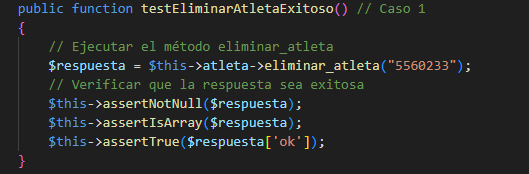 public function testEliminarAtletaExitoso() // Caso 1
{
// Ejecutar el método eliminar_atleta
$respuesta = $this->atleta->eliminar_atleta("5560233");
// Verificar que la respuesta sea exitosa
$this->assertNotNull($respuesta);
$this->assertIsArray($respuesta);
$this->assertTrue($respuesta['ok']);
}